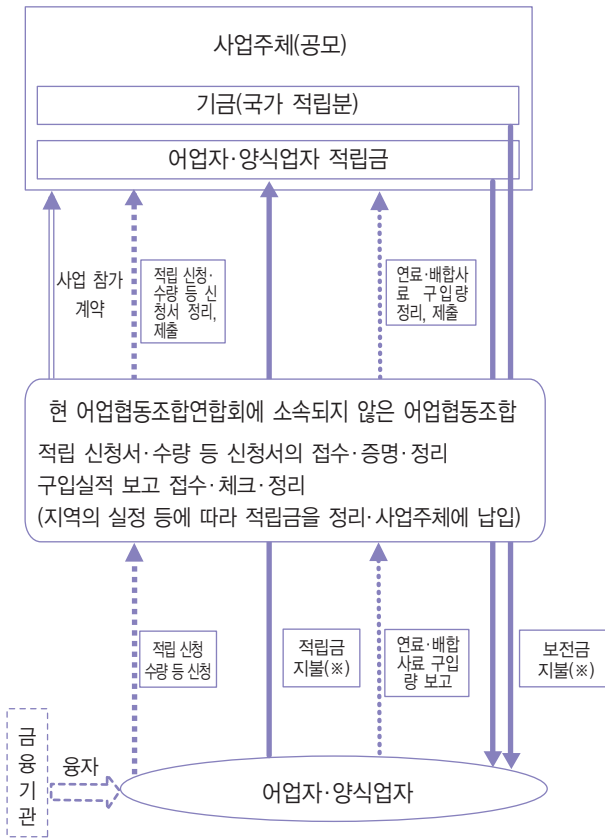 사업주체(공모)
기금(국가 적립분)
어업자·양식업자 적립금
사업 참가
계약
적립 신청·
수량 등 신
청서 정리,
제출
연료·배합사
료 구입량
정리, 제출
현 어업협동조합연합회에 소속되지 않은 어업협동조합
적립 신청서·수량 등 신청서의 접수·증명·정리
구입실적 보고 접수·체크·정리
(지역의 실정 등에 따라 적립금을 정리·사업주체에 납입)
적립 신청
수량 등 신청
적립금
지불(※)
연료·배합
사료 구입
량 보고
보전금
지불(※)
금
융
기
관
융자
어업자·양식업자